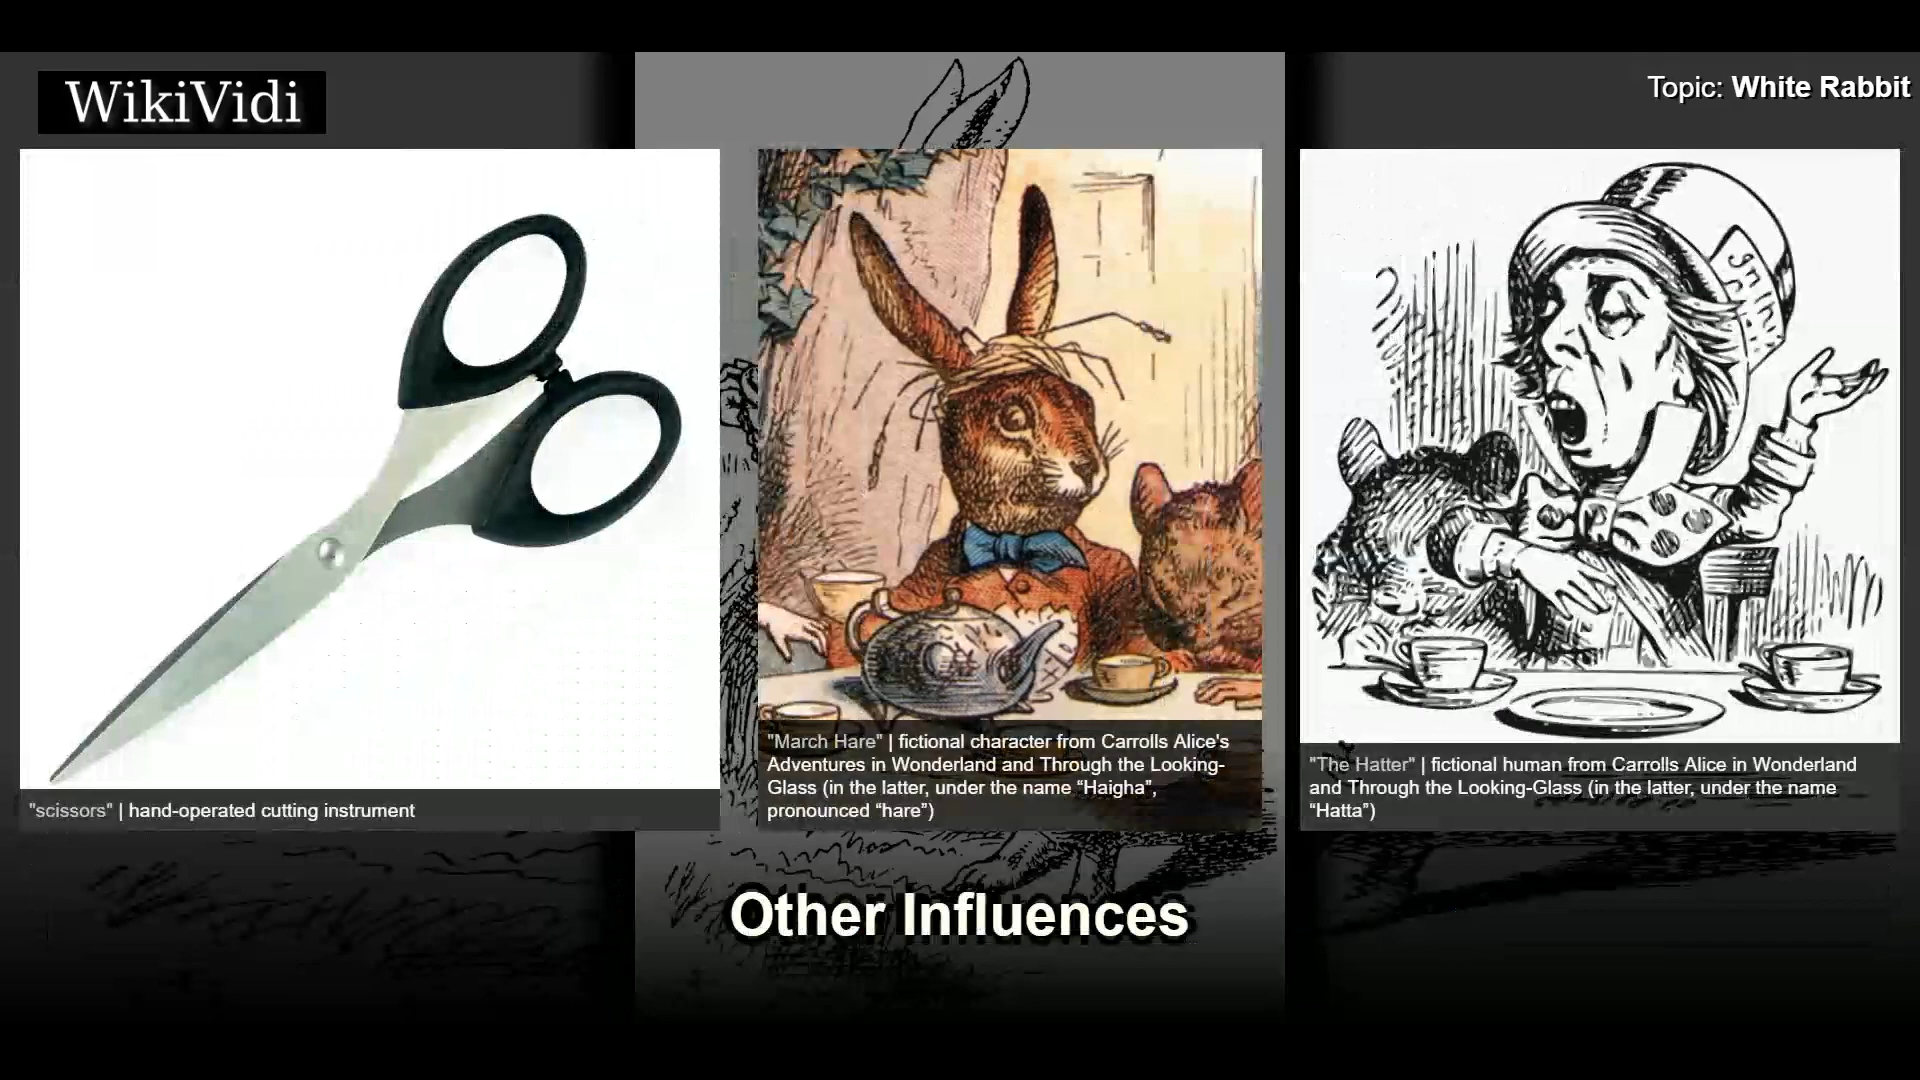 WikiVidi
Topic: White Rabbit
"scissors" | hand-operated cutting instrument
"March Hare" | fictional character from Carrolls Alice's
Adventures in Wonderland and Through the Looking-
Glass (in the latter, under the name “Haigha”,
pronounced “hare”)
"The Hatter" | fictional human from Carrolls Alice in Wonderland
and Through the Looking-Glass (in the latter, under the name
“Hatta”)
Other Influences